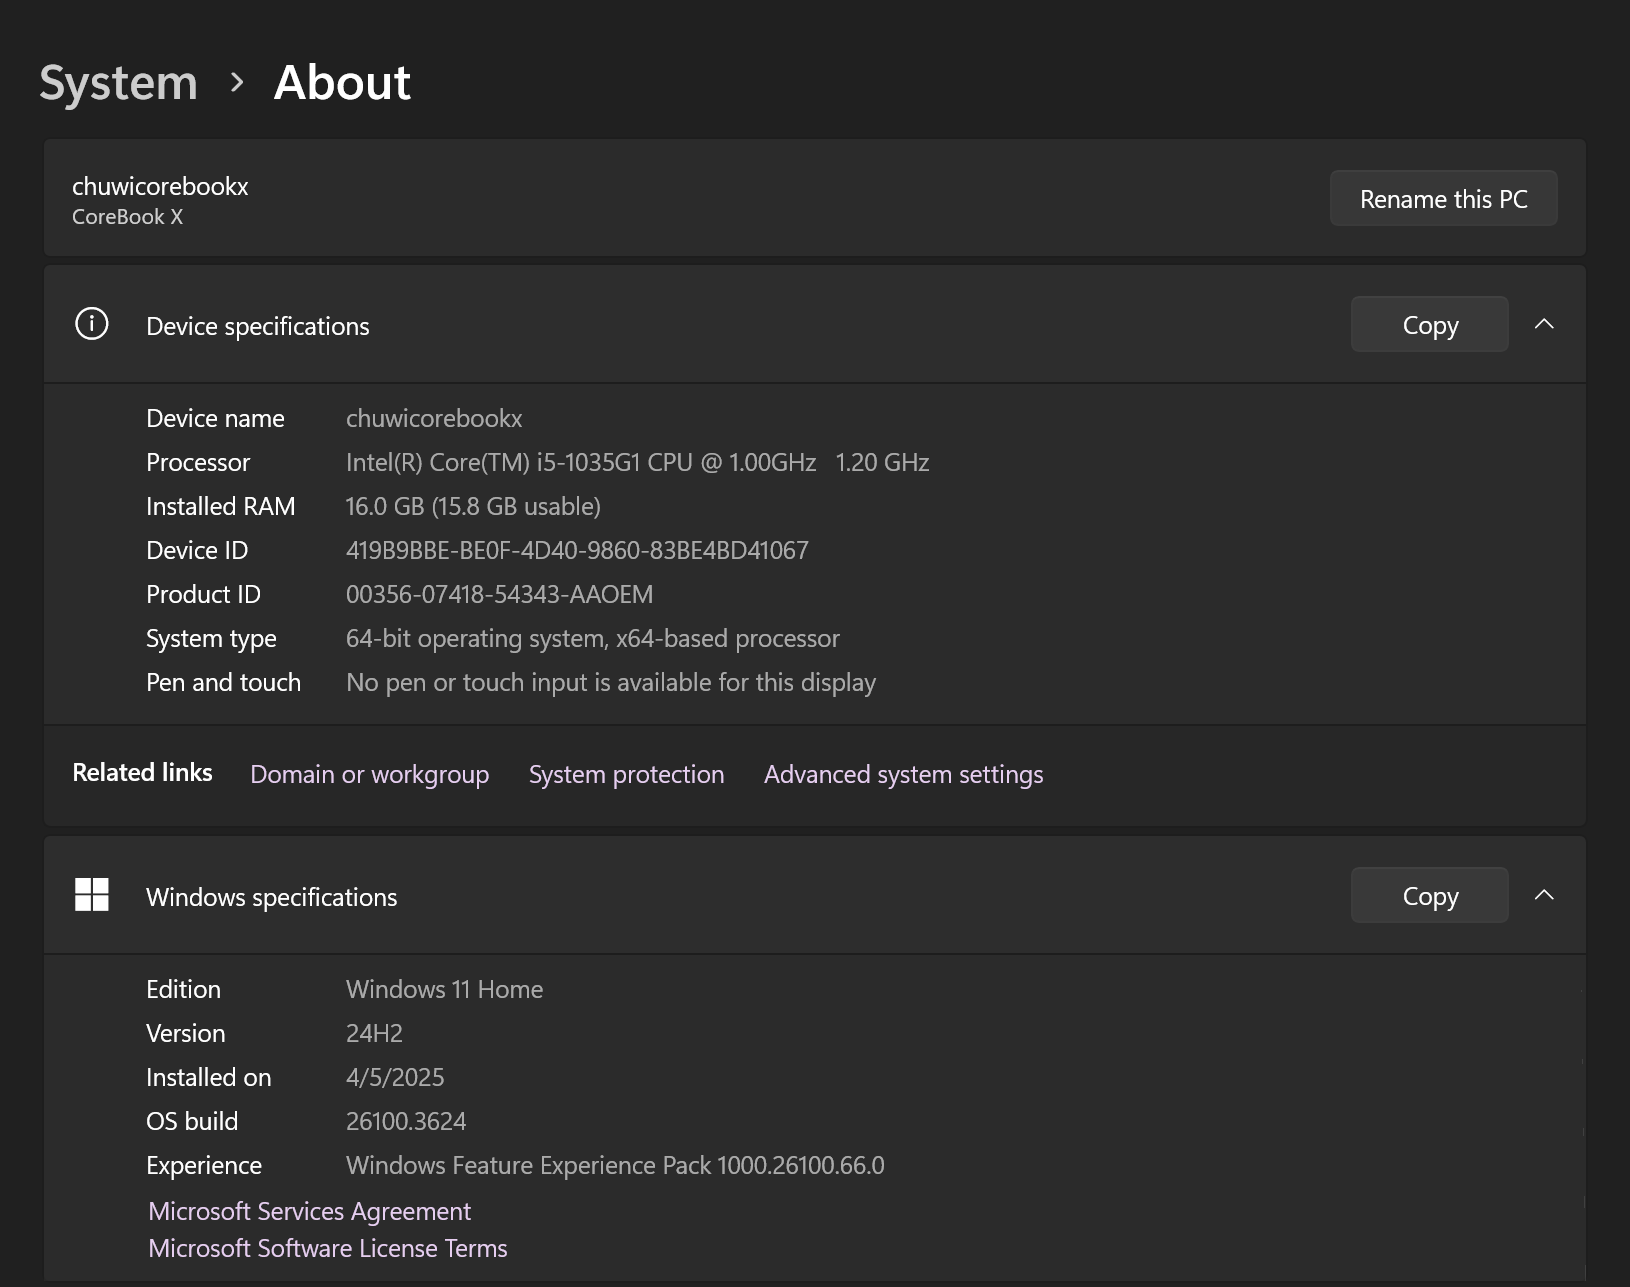 System > About
chuwicorebookx
CoreBook X
Rename this PC
Device specifications
Copy
Device name chuwicorebookx
Processor Intel(R) Core(TM) i5-1035G1 CPU @ 1.00GHz 1.20 GHz
Installed RAM 16.0 GB (15.8 GB usable)
Device ID 419B9BBE-BE0F-4D40-9860-83BE4BD41067
Product ID 00356-07418-54343-AAOEM
System type 64-bit operating system, x64-based processor
Pen and touch No pen or touch input is available for this display
Related links Domain or workgroup System protection Advanced system settings
Windows specifications
Copy
Edition Windows 11 Home
Version 24H2
Installed on 4/5/2025
OS build 26100.3624
Experience Windows Feature Experience Pack 1000.26100.66.0
Microsoft Services Agreement
Microsoft Software License Terms